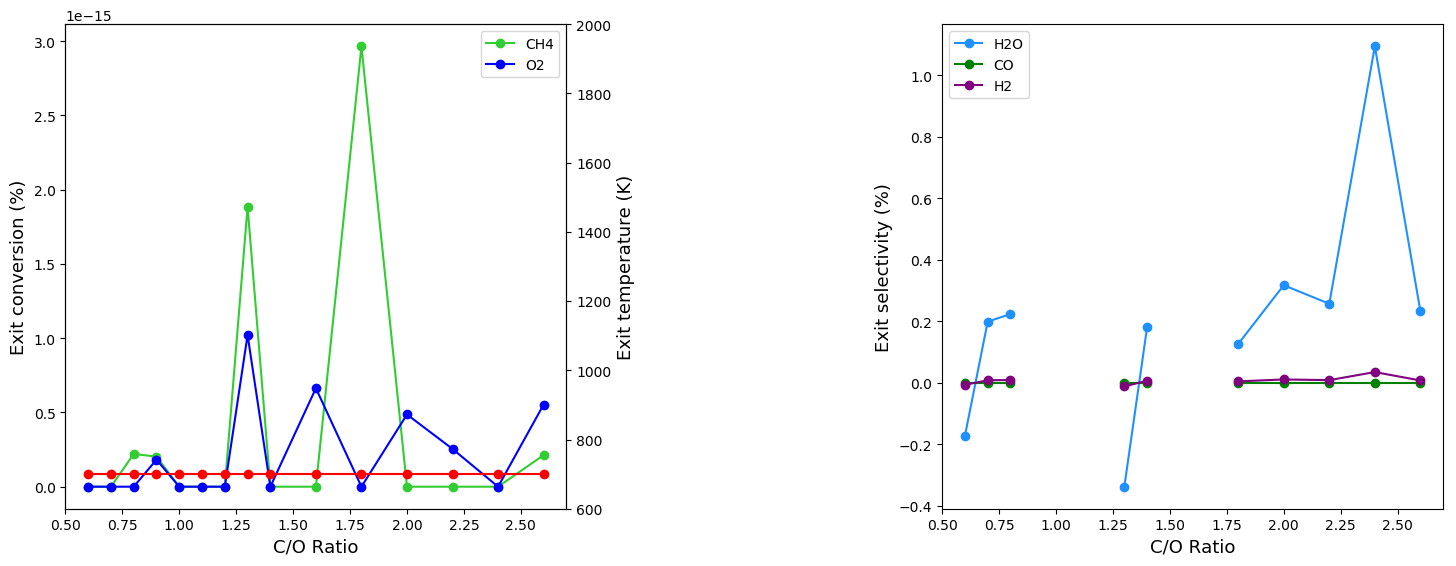 1e−15
3.0
2.5
2.0
1.5
1.0
0.5
0.0
Exit conversion (%)
0.50 0.75 1.00 1.25 1.50 1.75 2.00 2.25 2.50
C/O Ratio
CH4
O2
2000
1800
1600
1400
1200
1000
800
600
Exit temperature (K)
H2O
CO
H2
1.0
0.8
0.6
0.4
0.2
0.0
−0.2
−0.4
Exit selectivity (%)
0.50 0.75 1.00 1.25 1.50 1.75 2.00 2.25 2.50
C/O Ratio